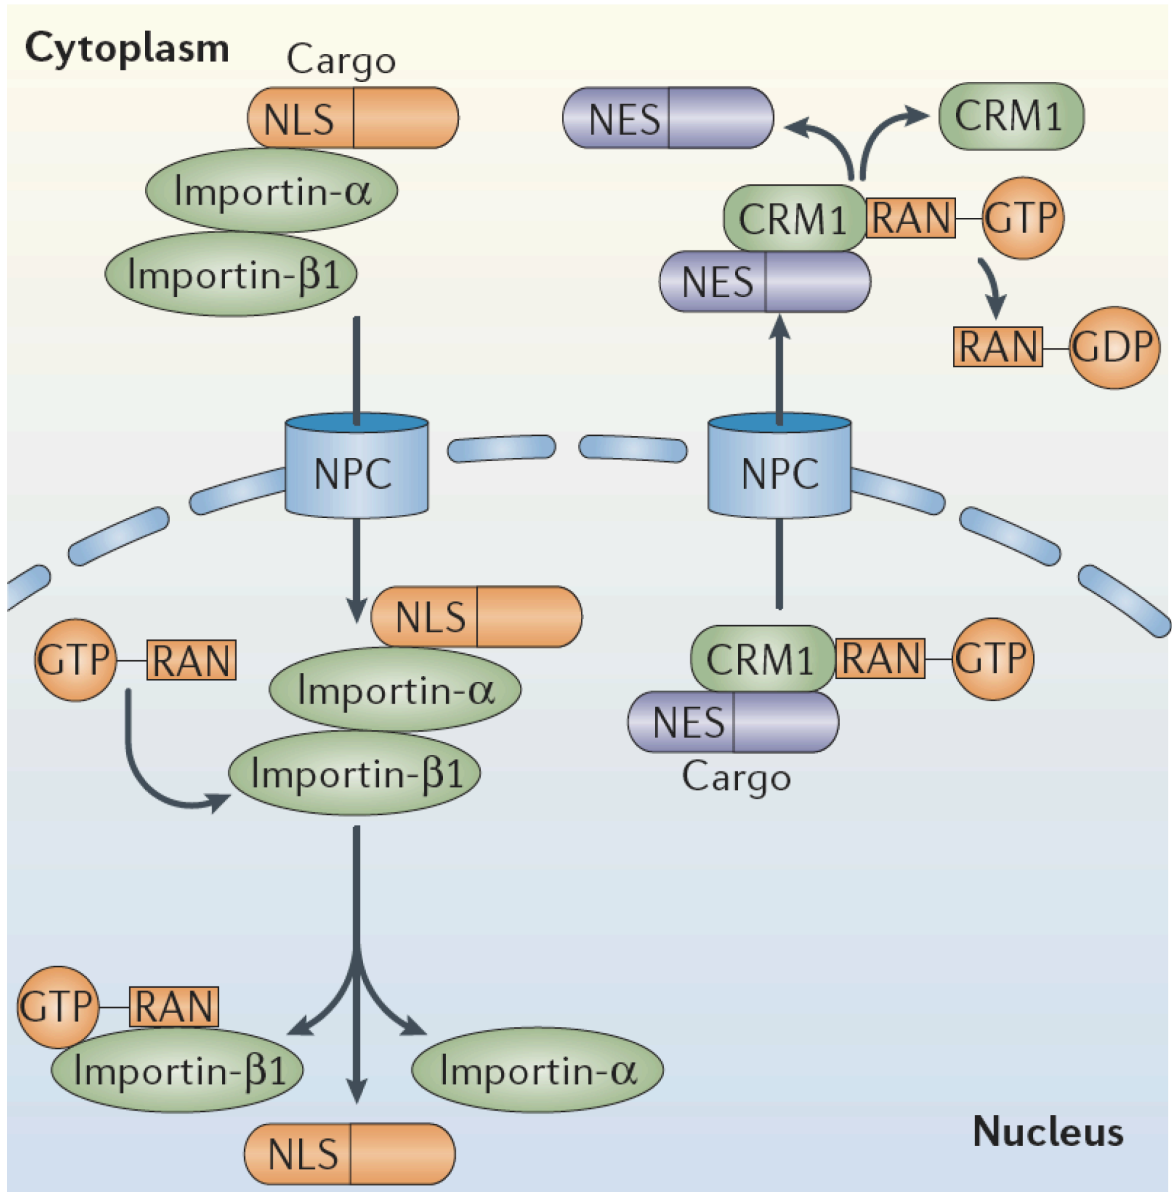 Cytoplasm
Cargo
NLS
Importin-α
Importin-β1
NES
CRM1
CRM1
RAN
GTP
NES
RAN
GDP
NPC
NPC
NLS
GTP
RAN
Importin-α
Importin-β1
CRM1
RAN
GTP
NES
Cargo
GTP
RAN
Importin-β1
Importin-α
NLS
Nucleus